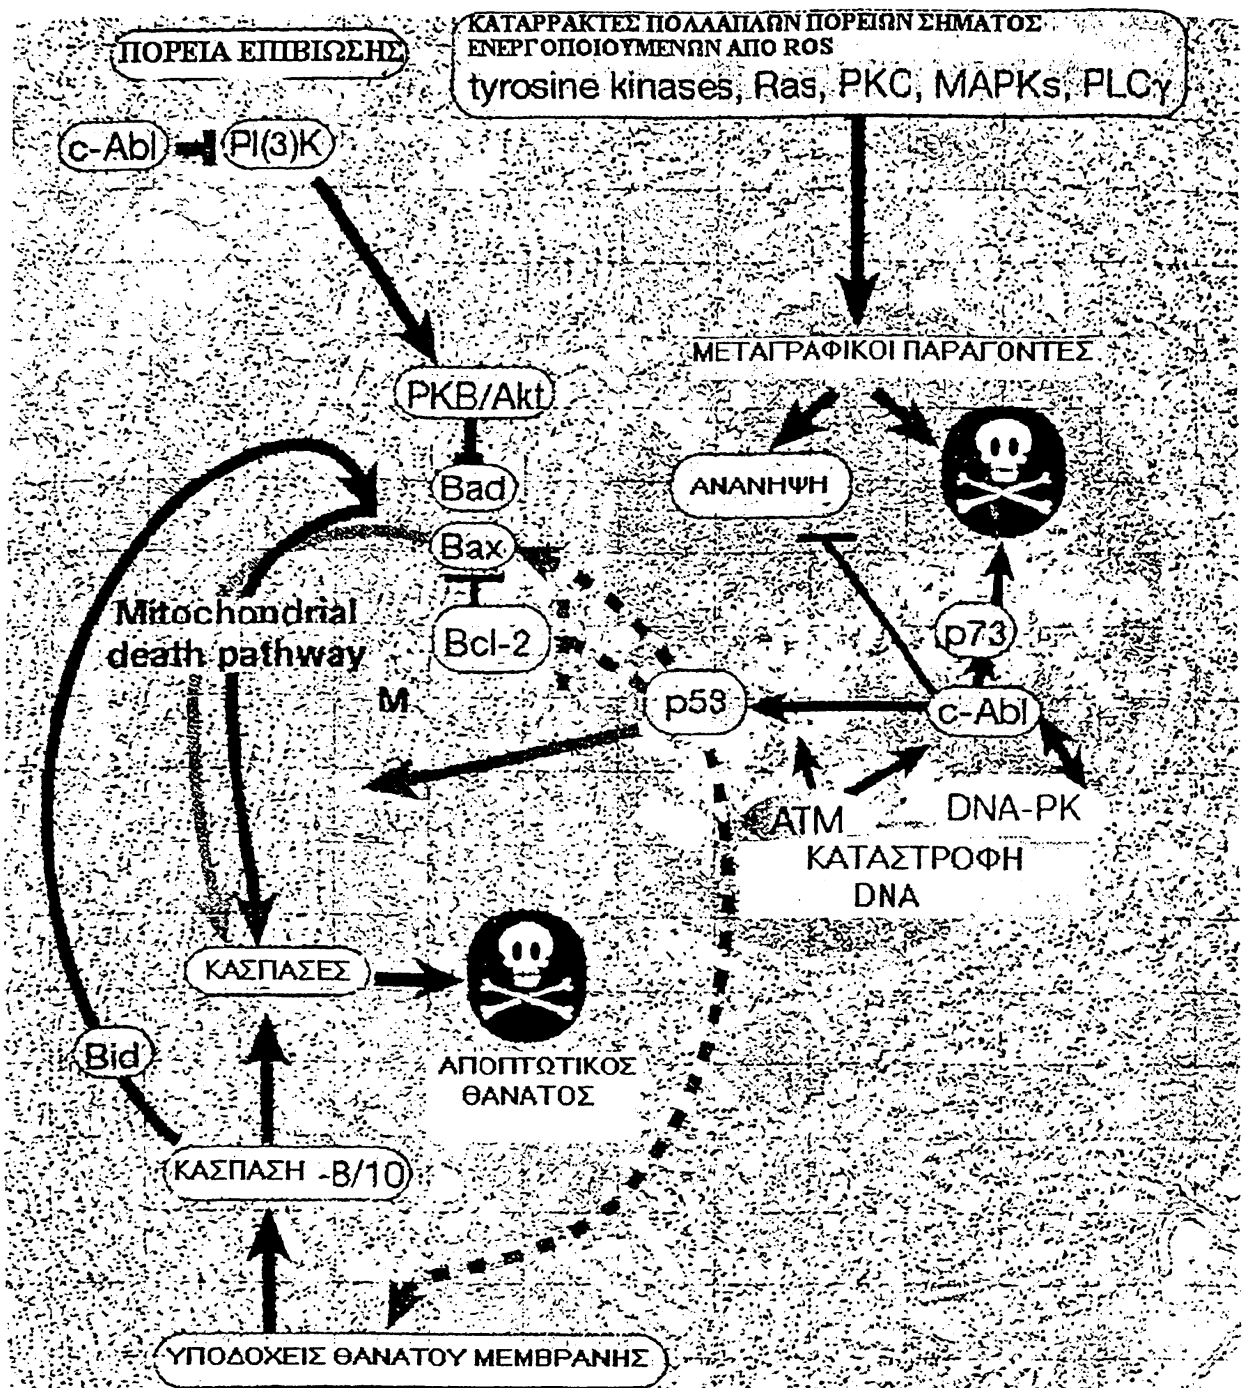 ΠΟΡΕΙΑ ΕΠΙΒΙΩΣΗΣ
ΚΑΤΑΡΡΑΚΤΕΣ ΠΟΛΛΑΠΛΩΝ ΠΟΡΕΙΩΝ ΣΗΜΑΤΟΣ
ΕΝΕΡΓΟΠΟΙΟΥΜΕΝΩΝ ΑΠΟ ROS
tyrosine kinases, Ras, PKC, MAPKs, PLCγ
c-Abl
PI(3)K
ΜΕΤΑΓΡΑΦΙΚΟΙ ΠΑΡΑΓΟΝΤΕΣ
PKB/Akt
Bad
ΑΝΑΝΗΨΗ
Bax
Mitochondrial
death pathway
Bcl-2
p73
M
p53
c-Abl
ATM
DNA-PK
ΚΑΤΑΣΤΡΟΦΗ
DNA
ΚΑΣΠΑΣΕΣ
Bid
ΑΠΟΠΤΩΤΙΚΟΣ
ΘΑΝΑΤΟΣ
ΚΑΣΠΑΣΗ -8/10
ΥΠΟΔΟΧΕΙΣ ΘΑΝΑΤΟΥ ΜΕΜΒΡΑΝΗΣ